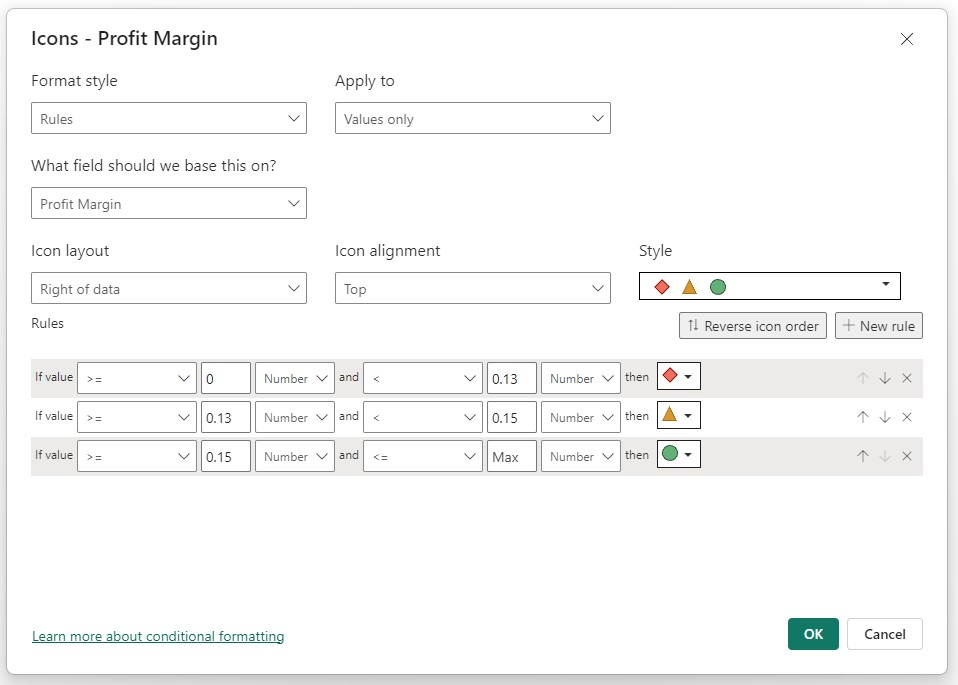 Icons - Profit Margin
Format style Apply to
Rules Values only
What field should we base this on?
Profit Margin
Icon layout Icon alignment Style
Right of data Top
Rules Reverse icon order New rule
If value >= 0 Number and < 0.13 Number then
If value >= 0.13 Number and < 0.15 Number then
If value >= 0.15 Number and <= Max Number then
Learn more about conditional formatting OK Cancel